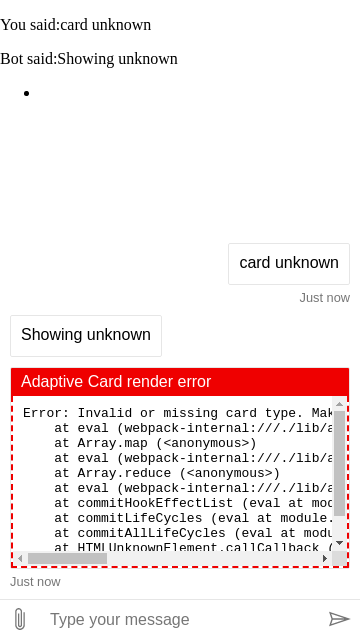 You said:card unknown
Bot said:Showing unknown
card unknown
Just now
Showing unknown
Adaptive Card render error
Error: Invalid or missing card type. Mak
at eval (webpack-internal:///./lib/a
at Array.map (<anonymous>)
at eval (webpack-internal:///./lib/a
at Array.reduce (<anonymous>)
at eval (webpack-internal:///./lib/a
at commitHookEffectList (eval at mod
at commitLifeCycles (eval at module.
at commitAllLifeCycles (eval at modu
at HTMLUnknownElement.callCallback (
Just now
Type your message